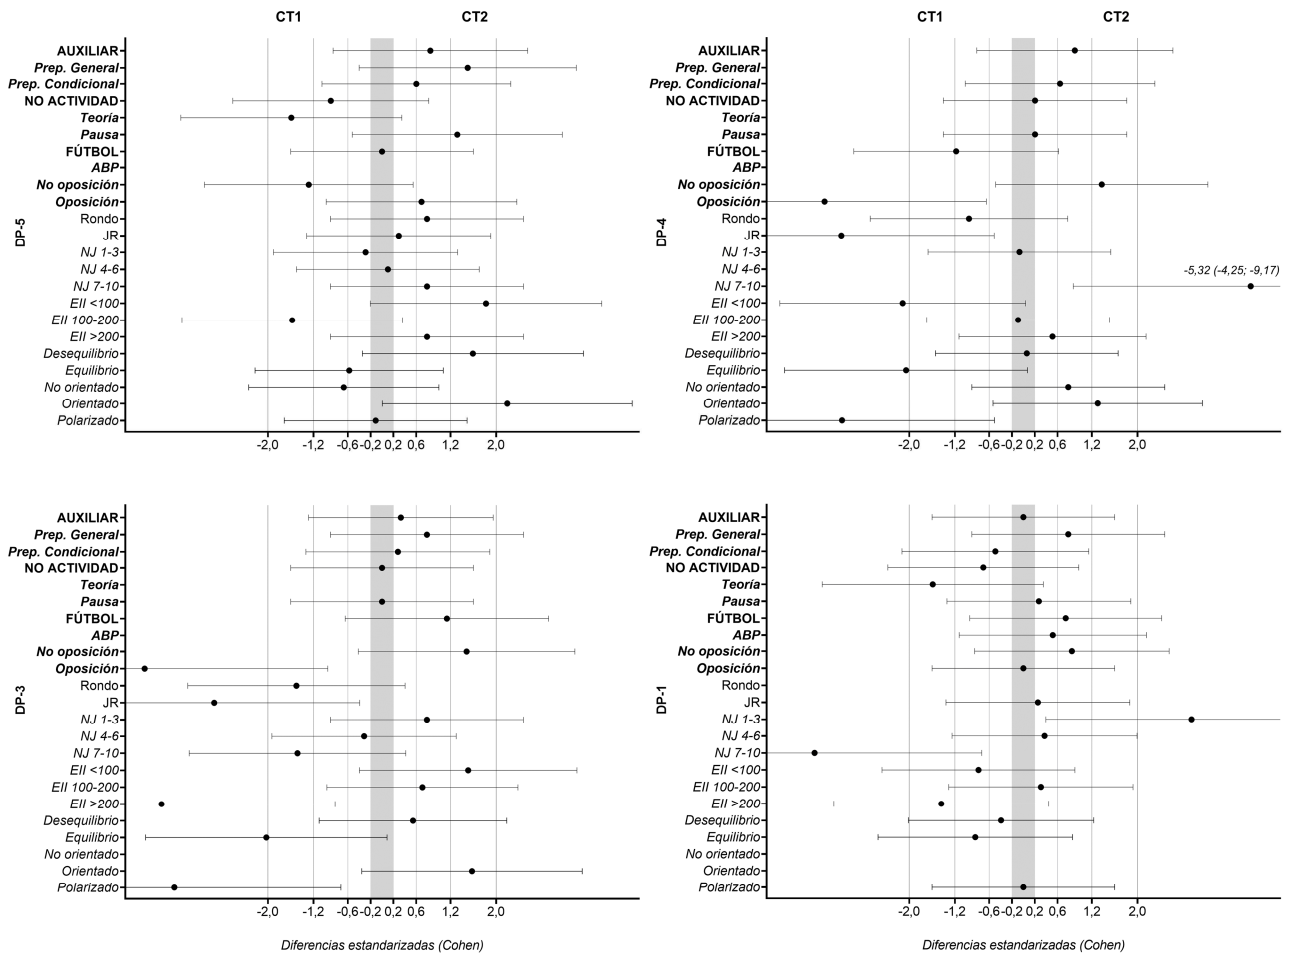 CT1 CT2
AUXILIAR
Prep. General
Prep. Condicional
NO ACTIVIDAD
Teoría
Pausa
FÚTBOL
ABP
No oposición
Oposición
Rondo
JR
NJ 1-3
NJ 4-6
NJ 7-10
EII <100
EII 100-200
EII >200
Desequilibrio
Equilibrio
No orientado
Orientado
Polarizado
DP-5
-2,0 -1,2 -0,6 -0,2 0,2 0,6 1,2 2,0
CT1 CT2
AUXILIAR
Prep. General
Prep. Condicional
NO ACTIVIDAD
Teoría
Pausa
FÚTBOL
ABP
No oposición
Oposición
Rondo
JR
NJ 1-3
NJ 4-6
-5,32 (-4,25; -9,17)
NJ 7-10
EII <100
EII 100-200
EII >200
Desequilibrio
Equilibrio
No orientado
Orientado
Polarizado
DP-4
-2,0 -1,2 -0,6 -0,2 0,2 0,6 1,2 2,0
AUXILIAR
Prep. General
Prep. Condicional
NO ACTIVIDAD
Teoría
Pausa
FÚTBOL
ABP
No oposición
Oposición
Rondo
JR
NJ 1-3
NJ 4-6
NJ 7-10
EII <100
EII 100-200
EII >200
Desequilibrio
Equilibrio
No orientado
Orientado
Polarizado
DP-3
-2,0 -1,2 -0,6 -0,2 0,2 0,6 1,2 2,0
Diferencias estandarizadas (Cohen)
AUXILIAR
Prep. General
Prep. Condicional
NO ACTIVIDAD
Teoría
Pausa
FÚTBOL
ABP
No oposición
Oposición
Rondo
JR
NJ 1-3
NJ 4-6
NJ 7-10
EII <100
EII 100-200
EII >200
Desequilibrio
Equilibrio
No orientado
Orientado
Polarizado
DP-1
-2,0 -1,2 -0,6 -0,2 0,2 0,6 1,2 2,0
Diferencias estandarizadas (Cohen)